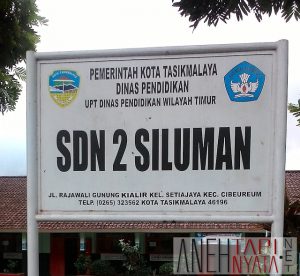 PEMERINTAH KOTA TASIKMALAYA
DINAS PENDIDIKAN
UPT DINAS PENDIDIKAN WILAYAH TIMUR
SDN 2 SILUMAN
JL. RAJAWALI GUNUNG KIALIR KEL. SETIAJAYA KEC. CIBEUREUM
TELP. (0265) 323562 KOTA TASIKMALAYA 46196
ANEH TAPI
NYATA